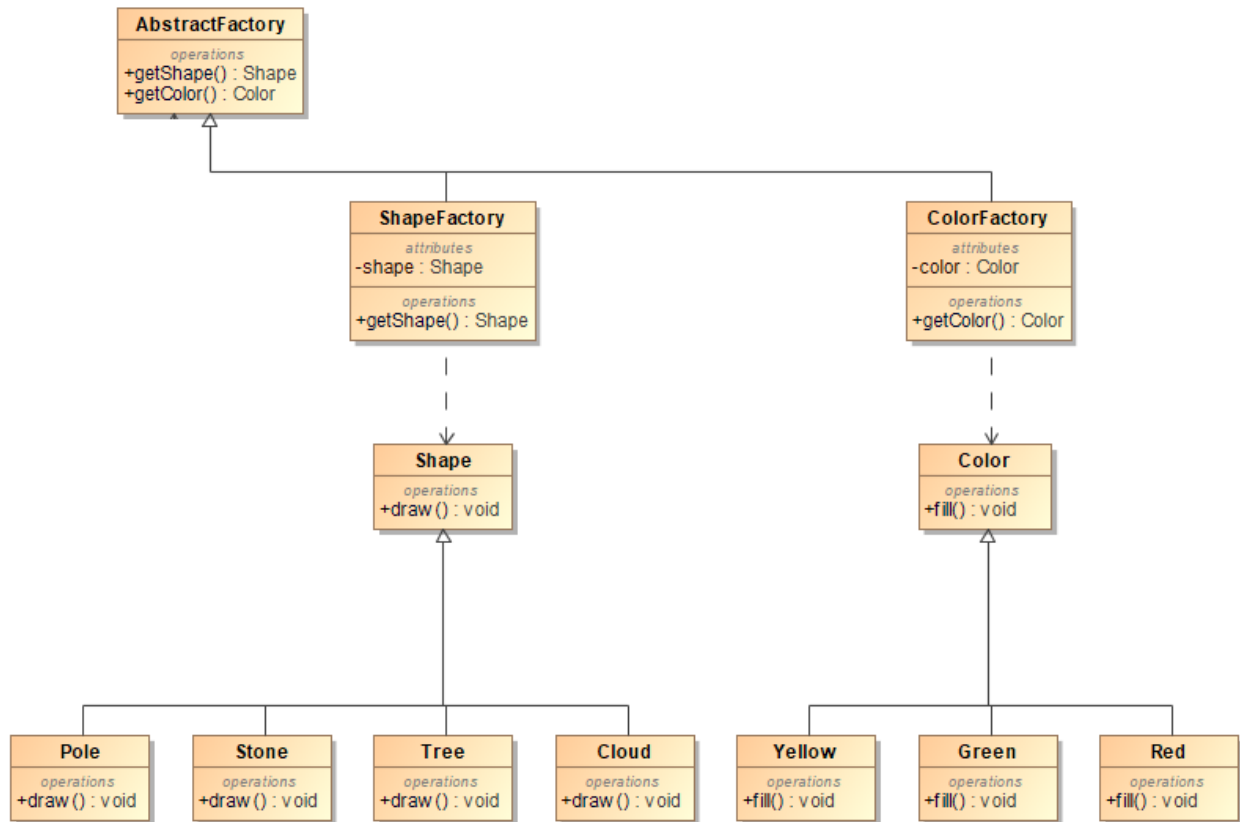 AbstractFactory
operations
+getShape() : Shape
+getColor() : Color
ShapeFactory
attributes
-shape : Shape
operations
+getShape() : Shape
ColorFactory
attributes
-color : Color
operations
+getColor() : Color
Shape
operations
+draw() : void
Color
operations
+fill() : void
Pole
operations
+draw() : void
Stone
operations
+draw() : void
Tree
operations
+draw() : void
Cloud
operations
+draw() : void
Yellow
operations
+fill() : void
Green
operations
+fill() : void
Red
operations
+fill() : void